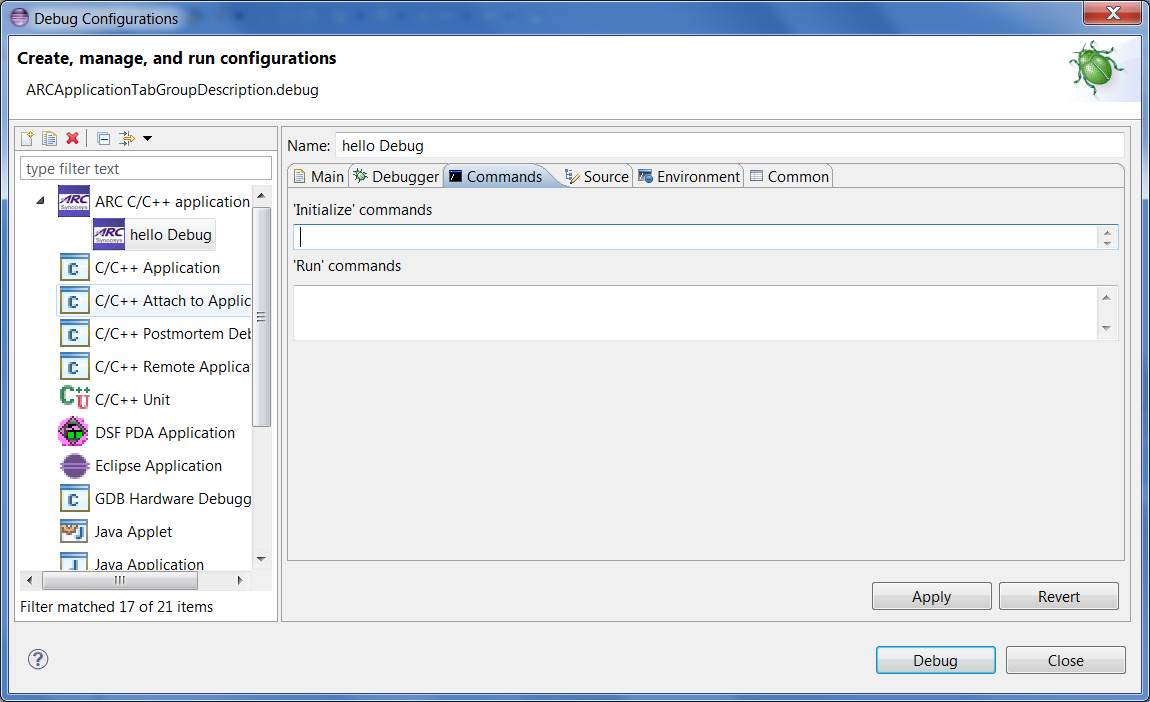 Debug Configurations
Create, manage, and run configurations
ARCApplicationTabGroupDescription.debug
type filter text
ARC C/C++ application
hello Debug
C/C++ Application
C/C++ Attach to Applic
C/C++ Postmortem Deb
C/C++ Remote Applica
C/C++ Unit
DSF PDA Application
Eclipse Application
GDB Hardware Debugg
Java Applet
Java Application
Filter matched 17 of 21 items
Name: hello Debug
Main Debugger Commands Source Environment Common
'Initialize' commands
'Run' commands
Apply Revert
Debug Close